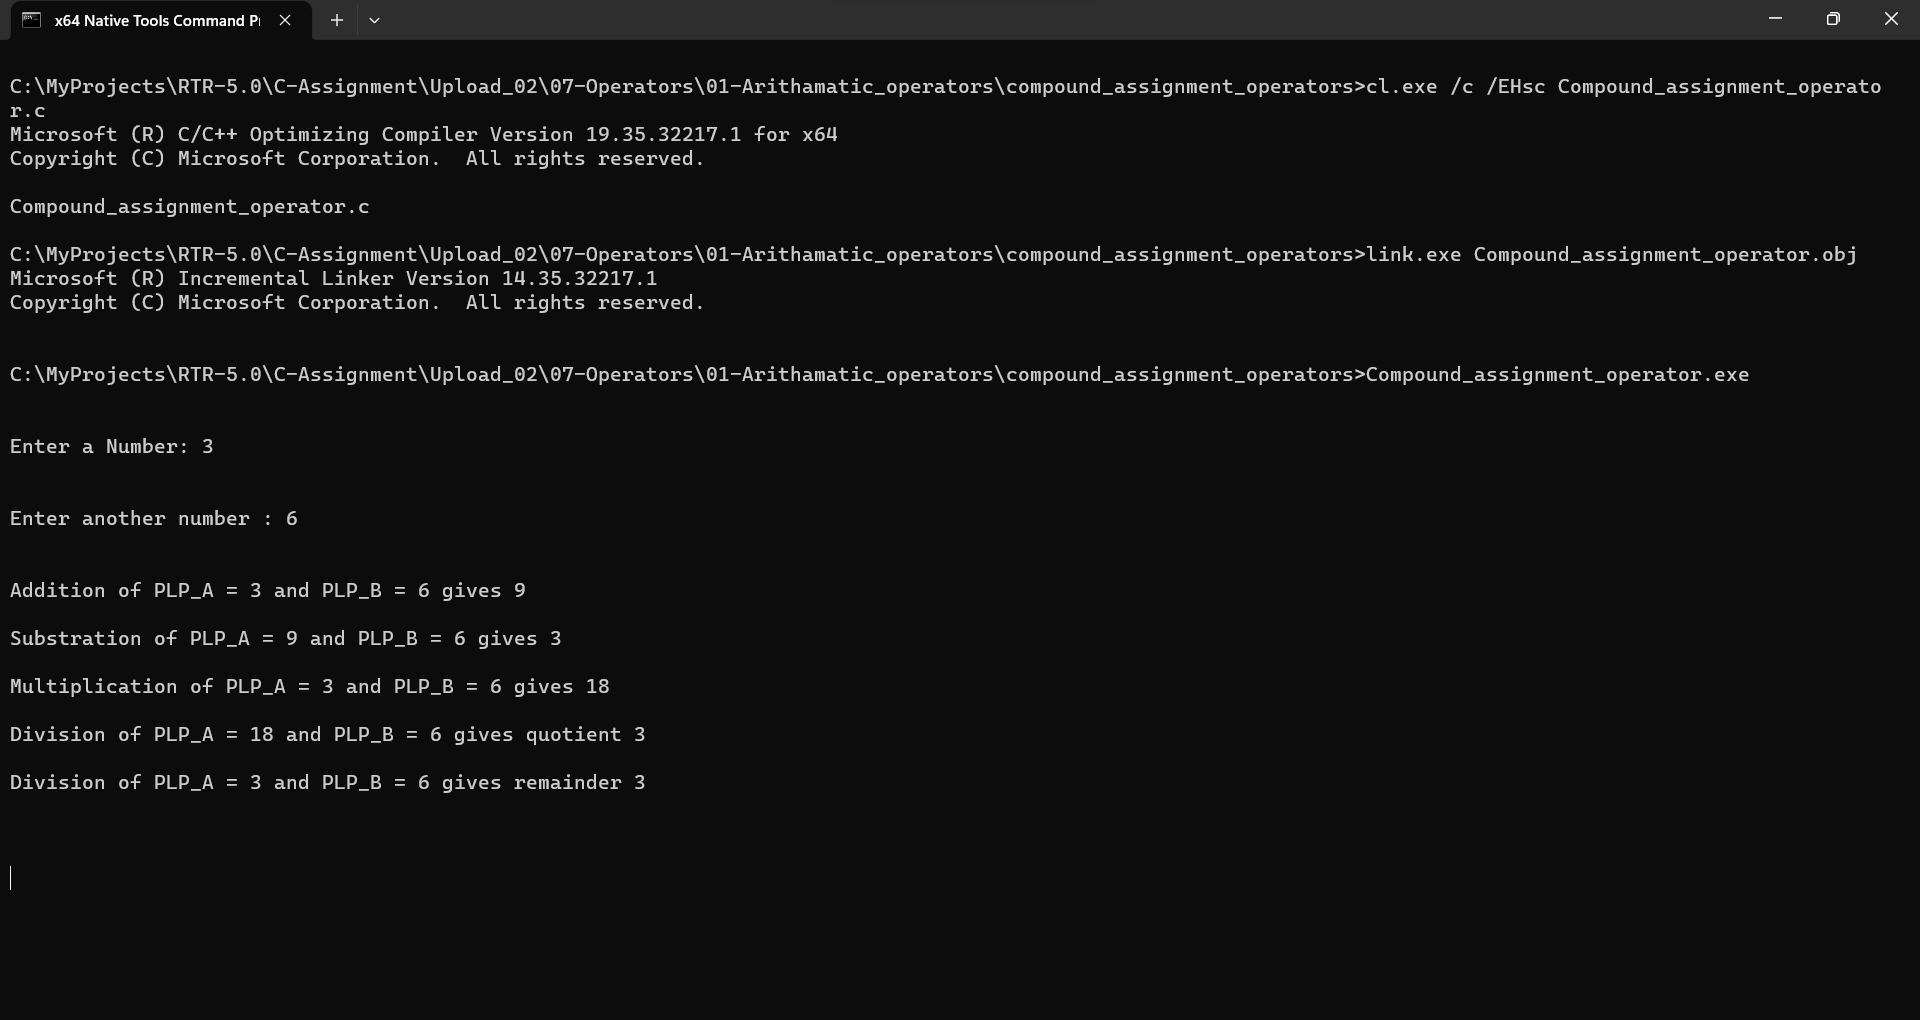 x64 Native Tools Command P
C:\MyProjects\RTR-5.0\C-Assignment\Upload_02\07-Operators\01-Arithamatic_operators\compound_assignment_operators>cl.exe /c /EHsc Compound_assignment_operato
r.c
Microsoft (R) C/C++ Optimizing Compiler Version 19.35.32217.1 for x64
Copyright (C) Microsoft Corporation.  All rights reserved.
Compound_assignment_operator.c
C:\MyProjects\RTR-5.0\C-Assignment\Upload_02\07-Operators\01-Arithamatic_operators\compound_assignment_operators>link.exe Compound_assignment_operator.obj
Microsoft (R) Incremental Linker Version 14.35.32217.1
Copyright (C) Microsoft Corporation.  All rights reserved.
C:\MyProjects\RTR-5.0\C-Assignment\Upload_02\07-Operators\01-Arithamatic_operators\compound_assignment_operators>Compound_assignment_operator.exe
Enter a Number: 3
Enter another number : 6
Addition of PLP_A = 3 and PLP_B = 6 gives 9
Substration of PLP_A = 9 and PLP_B = 6 gives 3
Multiplication of PLP_A = 3 and PLP_B = 6 gives 18
Division of PLP_A = 18 and PLP_B = 6 gives quotient 3
Division of PLP_A = 3 and PLP_B = 6 gives remainder 3